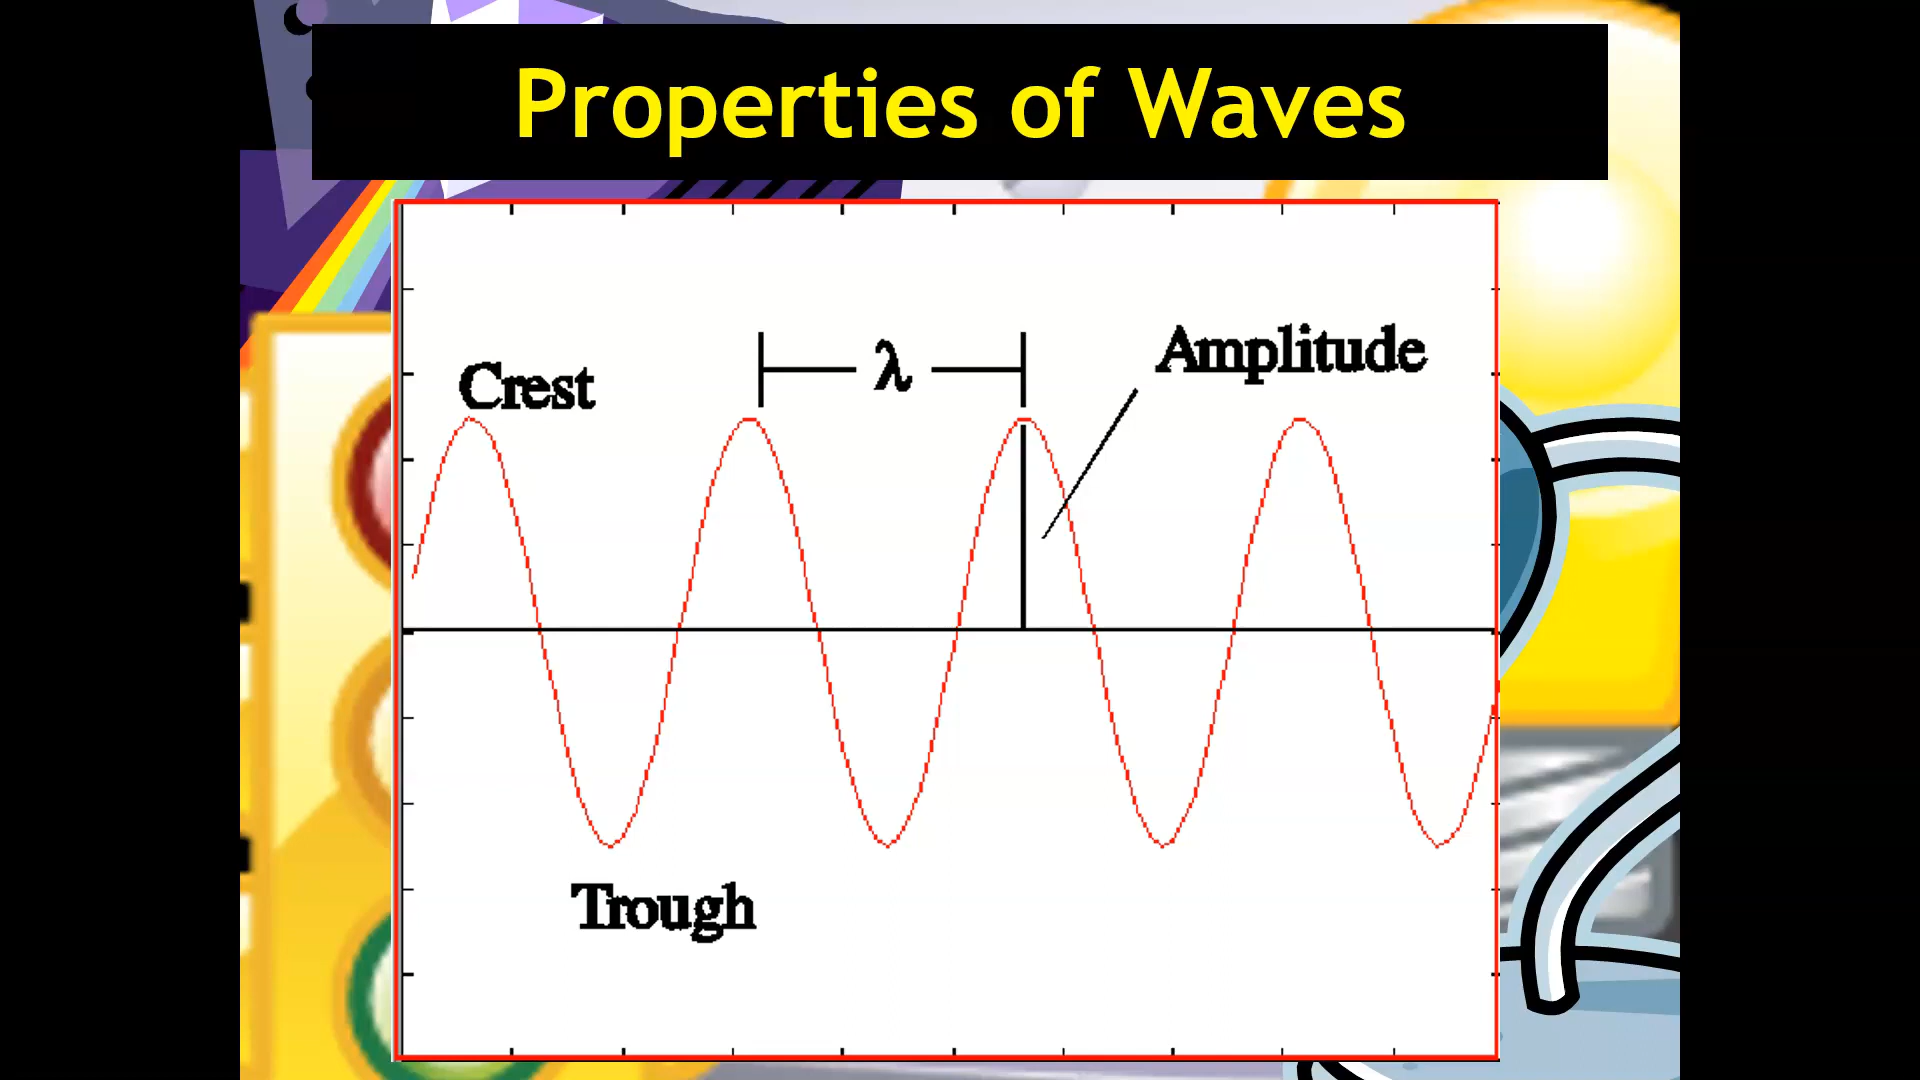 Properties of Waves
Crest
λ
Amplitude
Trough